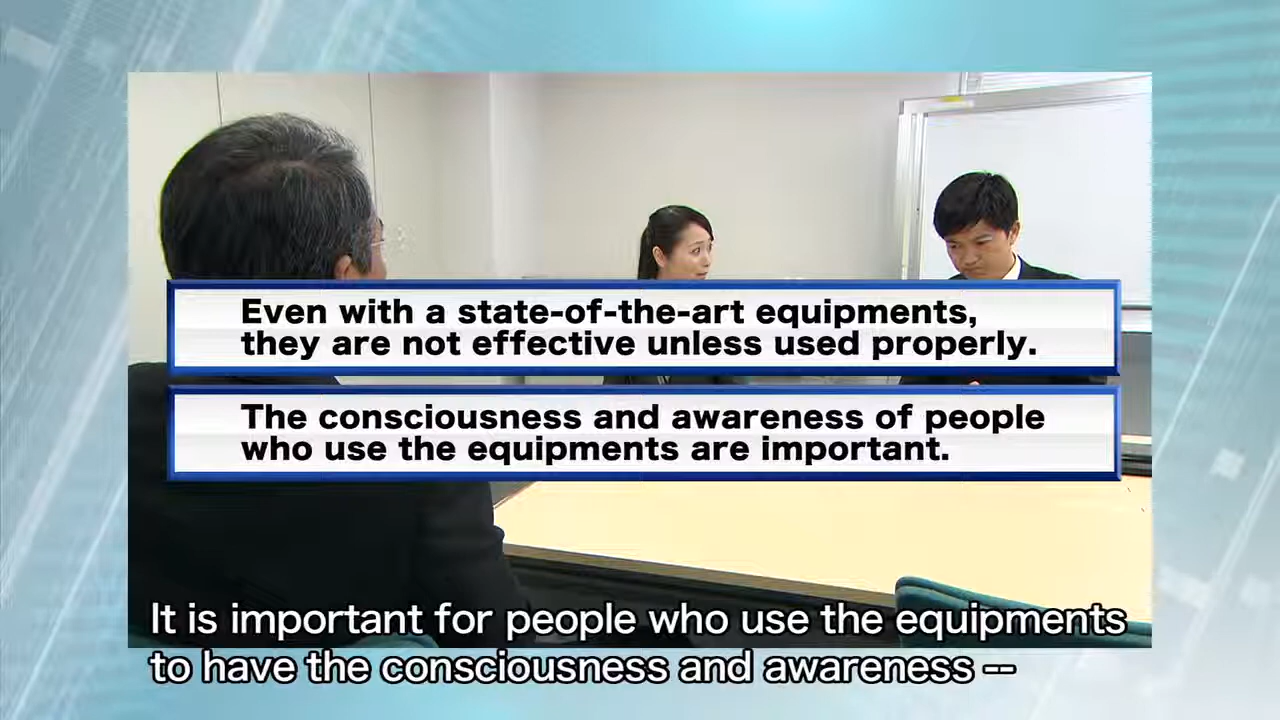 Even with a state-of-the-art equipments,
they are not effective unless used properly.
The consciousness and awareness of people
who use the equipments are important.
It is important for people who use the equipments
to have the consciousness and awareness --